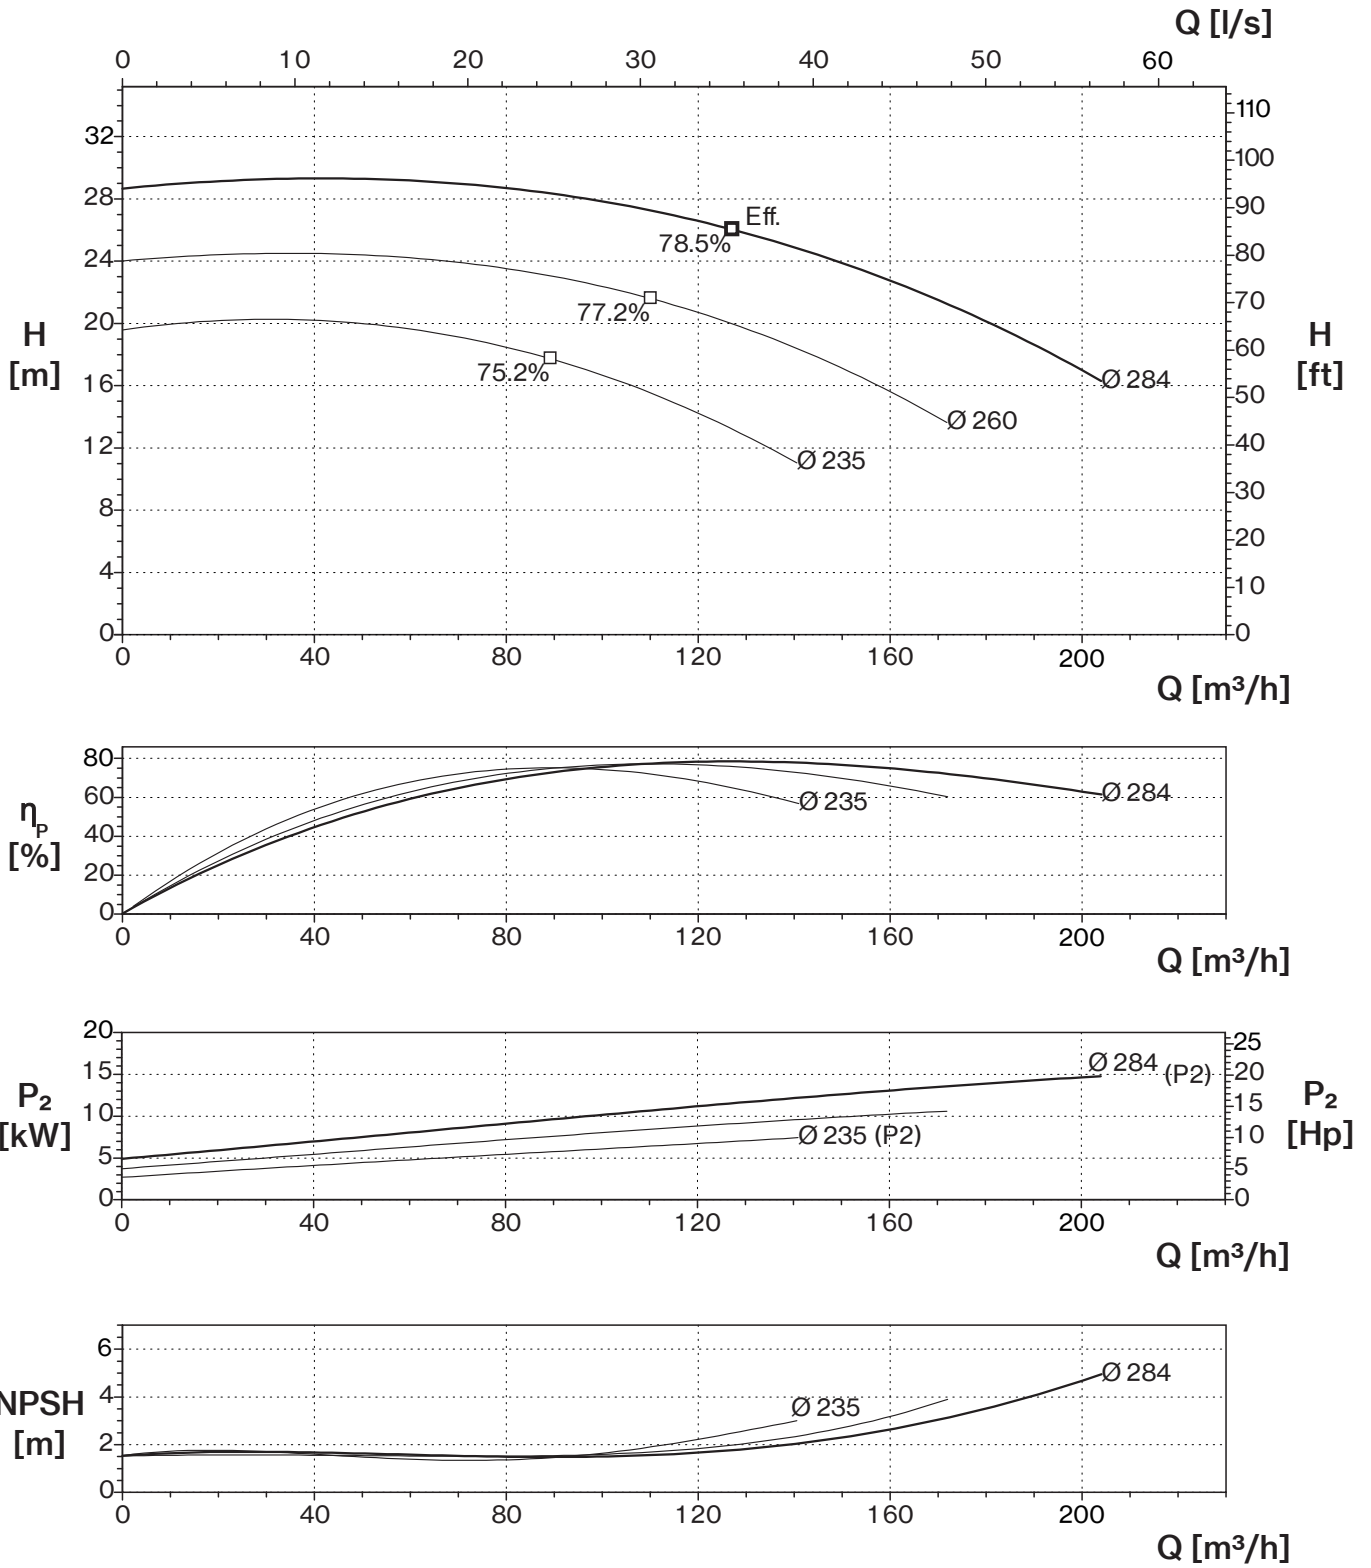 Q [l/s]
0 10 20 30 40 50 60
32
28
24
20
16
12
8
4
0
H
[m]
110
100
90
80
70
60
50
40
30
20
10
0
H
[ft]
Eff.
78.5%
77.2%
75.2%
Ø 284
Ø 260
Ø 235
0 40 80 120 160 200
Q [m³/h]
80
60
40
20
0
ηP
[%]
Ø 284
Ø 235
0 40 80 120 160 200
Q [m³/h]
20
15
10
5
0
P₂
[kW]
25
20
15
10
5
0
P₂
[Hp]
Ø 284 (P2)
Ø 235 (P2)
0 40 80 120 160 200
Q [m³/h]
6
4
2
0
NPSH
[m]
Ø 284
Ø 235
0 40 80 120 160 200
Q [m³/h]